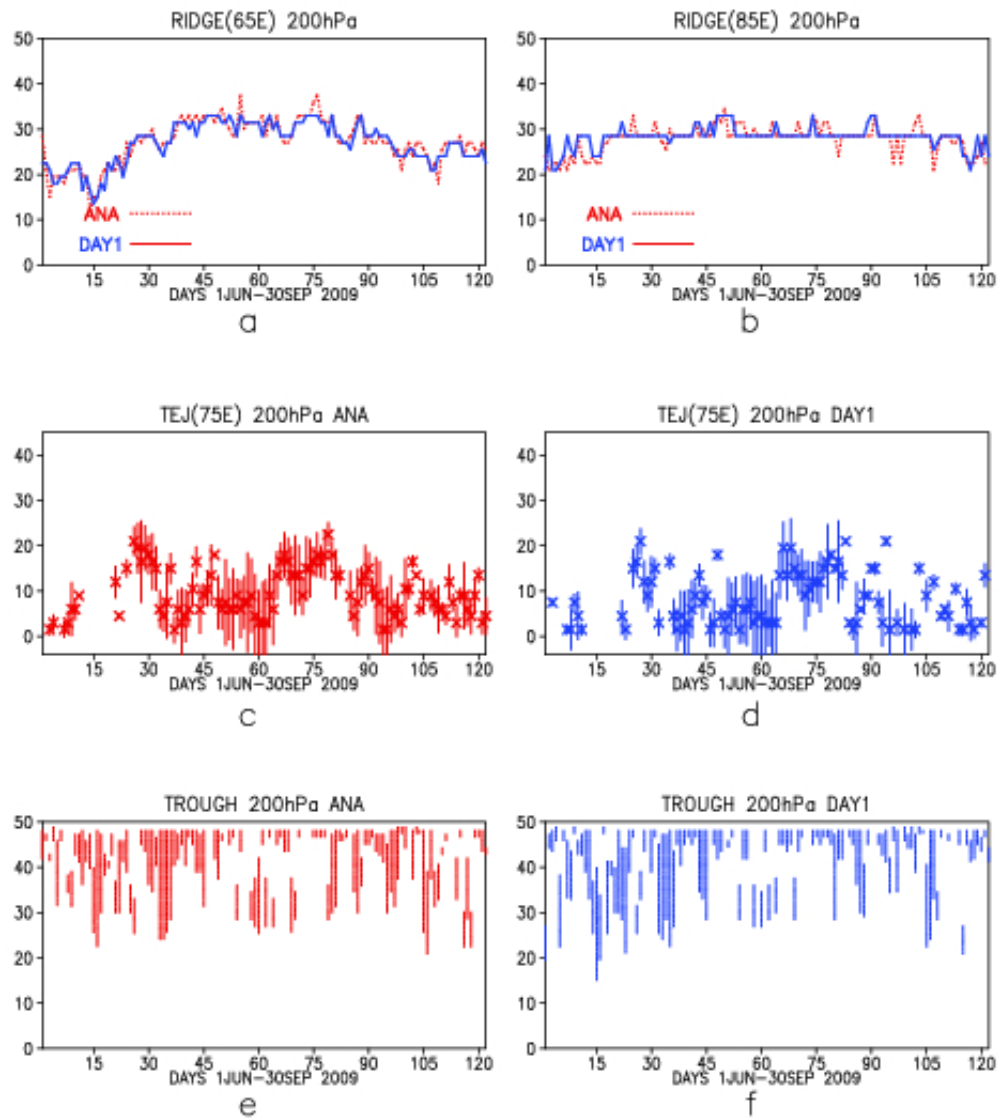 RIDGE(65E) 200hPa
50
40
30
20
10
0
ANA
DAY1
15 30 45 60 75 90 105 120
DAYS 1JUN-30SEP 2009
a
RIDGE(85E) 200hPa
50
40
30
20
10
0
ANA
DAY1
15 30 45 60 75 90 105 120
DAYS 1JUN-30SEP 2009
b
TEJ(75E) 200hPa ANA
40
30
20
10
0
15 30 45 60 75 90 105 120
DAYS 1JUN-30SEP 2009
c
TEJ(75E) 200hPa DAY1
40
30
20
10
0
15 30 45 60 75 90 105 120
DAYS 1JUN-30SEP 2009
d
TROUGH 200hPa ANA
50
40
30
20
10
0
15 30 45 60 75 90 105 120
DAYS 1JUN-30SEP 2009
e
TROUGH 200hPa DAY1
50
40
30
20
10
0
15 30 45 60 75 90 105 120
DAYS 1JUN-30SEP 2009
f